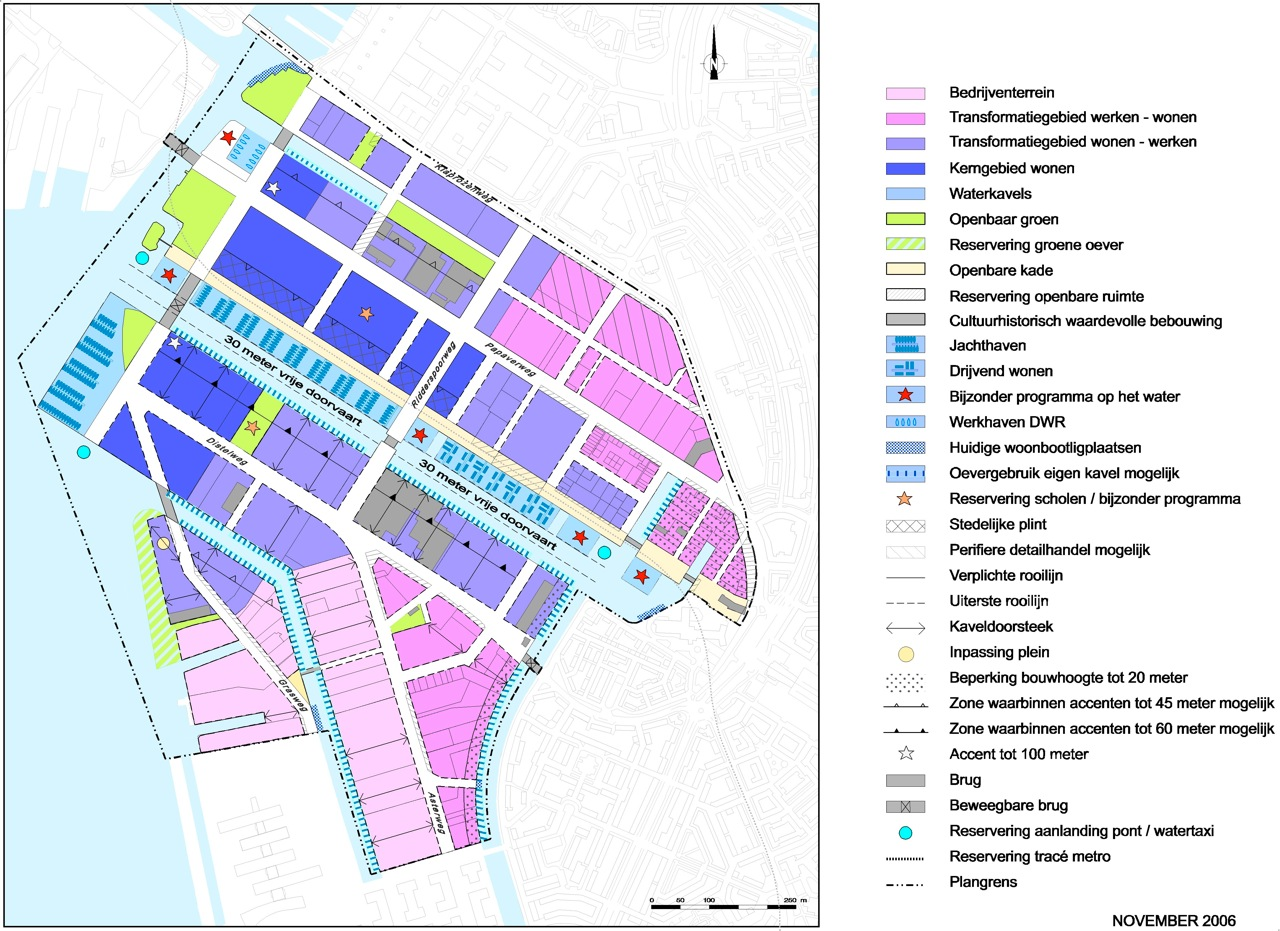 Klaprozenweg
Papaverweg
Ridderspoorweg
30 meter vrije doorvaart
30 meter vrije doorvaart
Distelweg
Grasweg
Asterweg
0 50 100 250 m
Bedrijventerrein
Transformatiegebied werken - wonen
Transformatiegebied wonen - werken
Kerngebied wonen
Waterkavels
Openbaar groen
Reservering groene oever
Openbare kade
Reservering openbare ruimte
Cultuurhistorisch waardevolle bebouwing
Jachthaven
Drijvend wonen
Bijzonder programma op het water
Werkhaven DWR
Huidige woonbootligplaatsen
Oevergebruik eigen kavel mogelijk
Reservering scholen / bijzonder programma
Stedelijke plint
Perifiere detailhandel mogelijk
Verplichte rooilijn
Uiterste rooilijn
Kaveldoorsteek
Inpassing plein
Beperking bouwhoogte tot 20 meter
Zone waarbinnen accenten tot 45 meter mogelijk
Zone waarbinnen accenten tot 60 meter mogelijk
Accent tot 100 meter
Brug
Beweegbare brug
Reservering aanlanding pont / watertaxi
Reservering tracé metro
Plangrens
NOVEMBER 2006